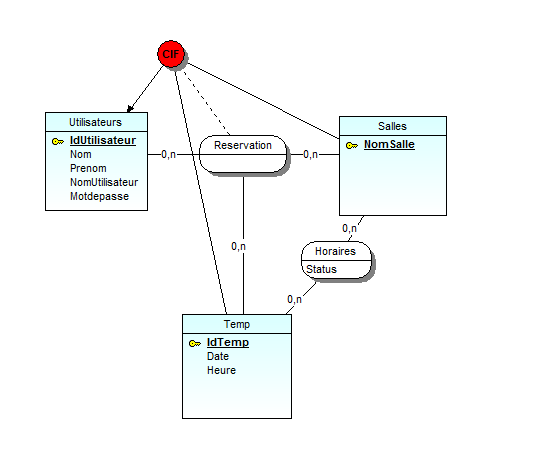 CIF
Utilisateurs
IdUtilisateur
Nom
Prenom
NomUtilisateur
Motdepasse
0,n
Reservation
0,n
Salles
NomSalle
0,n
0,n
Horaires
Status
0,n
Temp
IdTemp
Date
Heure